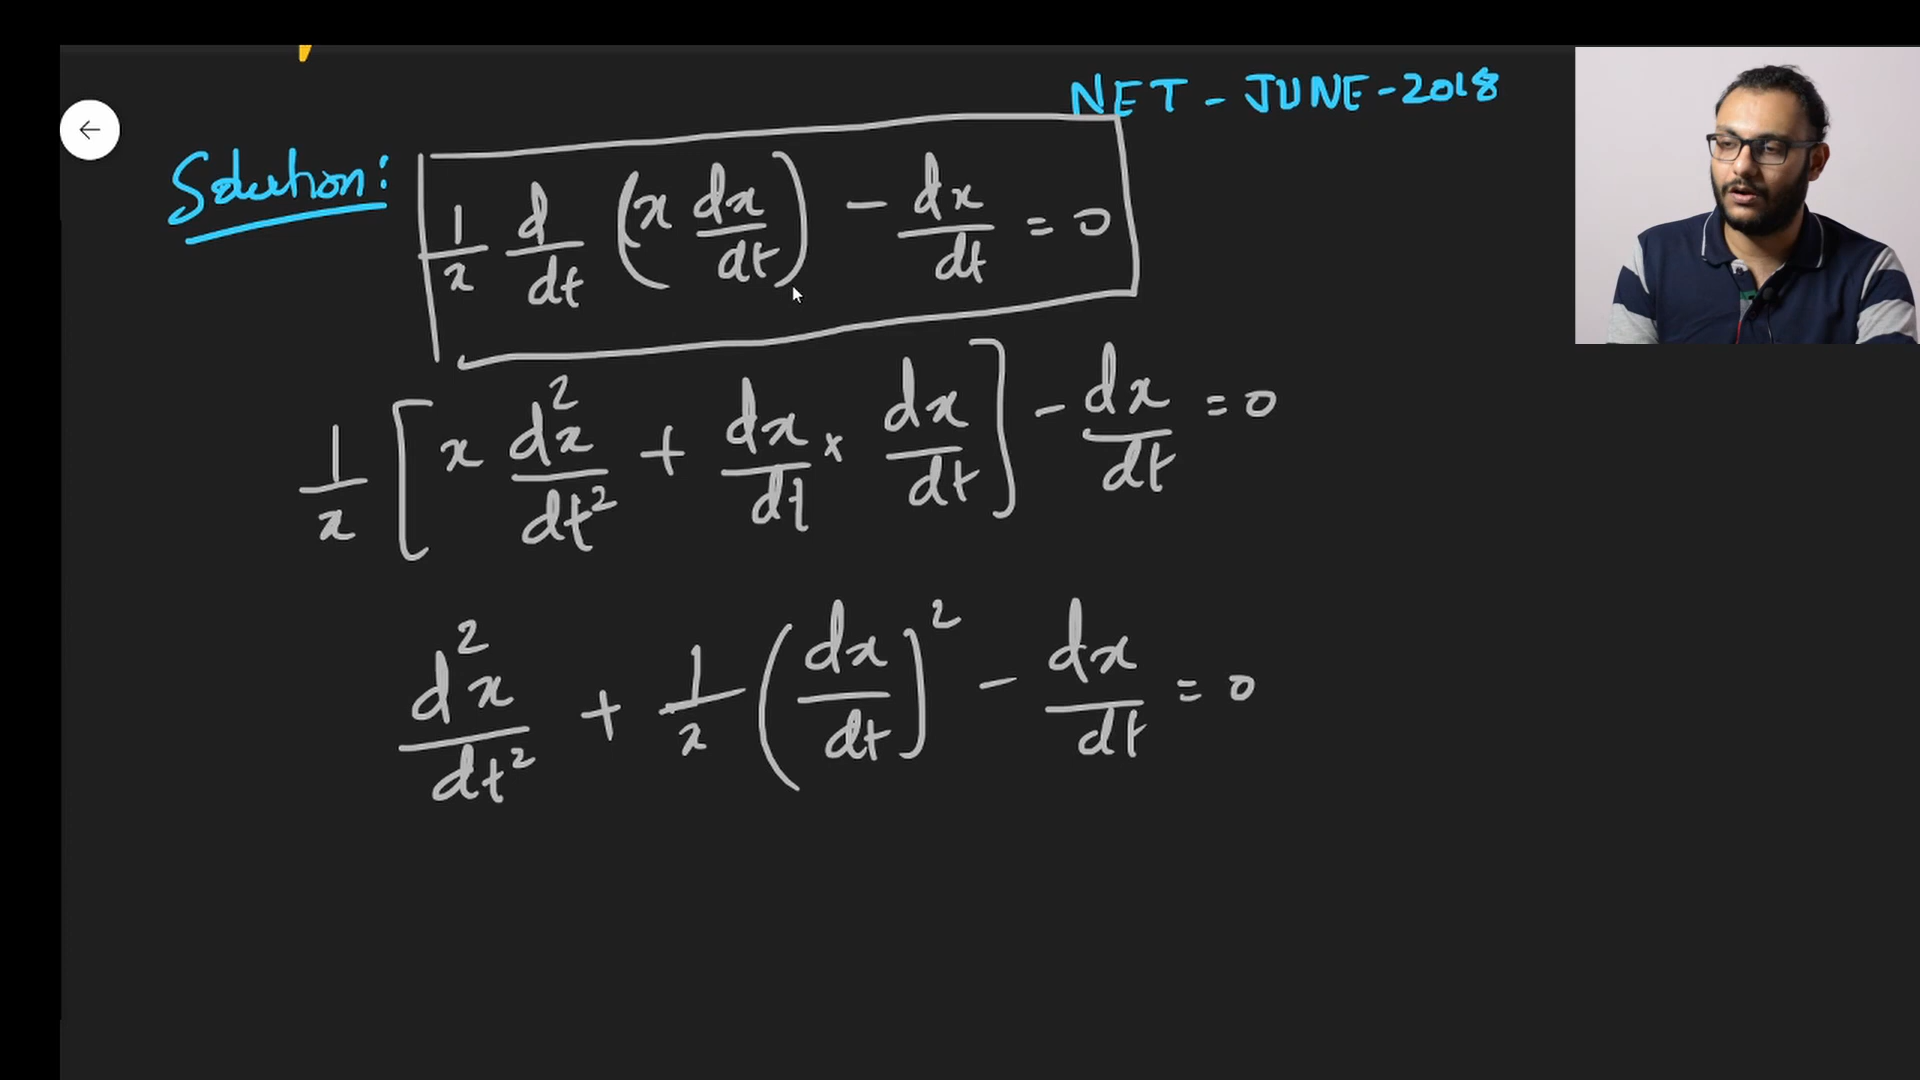 NET - JUNE - 2018
Solution: 1/x d/dt (x dx/dt) - dx/dt = 0
1/x [x d²x/dt² + dx/dt × dx/dt] - dx/dt = 0
d²x/dt² + 1/x (dx/dt)² - dx/dt = 0